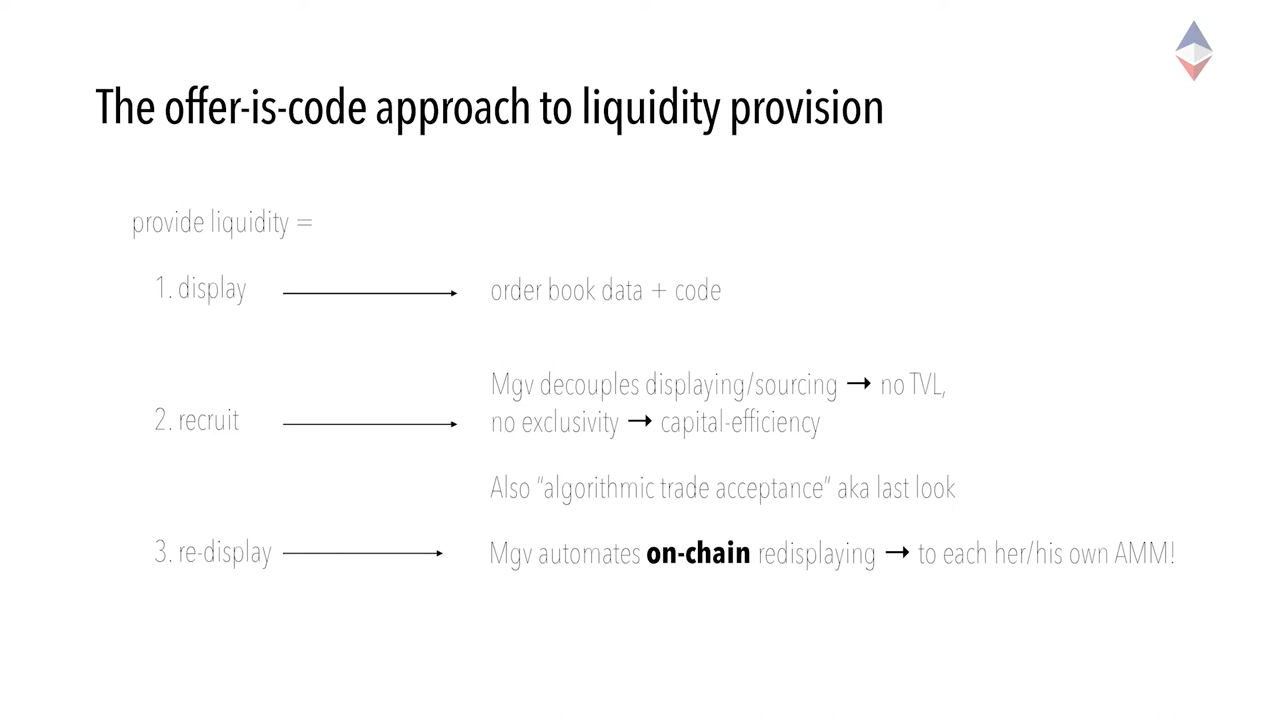 The offer-is-code approach to liquidity provision
provide liquidity =
1. display → order book data + code
Mgv decouples displaying/sourcing → no TVL,
2. recruit → no exclusivity → capital-efficiency
Also “algorithmic trade acceptance” aka last look
3. re-display → Mgv automates on-chain redisplaying → to each her/his own AMM!